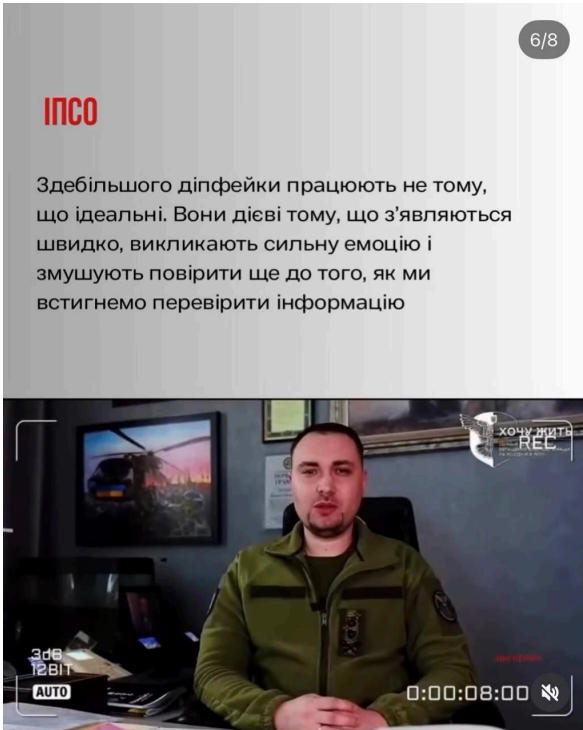 6/8
ІПСО
Здебільшого діпфейки працюють не тому,
що ідеальні. Вони дієві тому, що з’являються
швидко, викликають сильну емоцію і
змушують повірити ще до того, як ми
встигнемо перевірити інформацію
ХОЧУ ЖИТЬ
REC
3dB
12BIT
AUTO
0:00:08:00